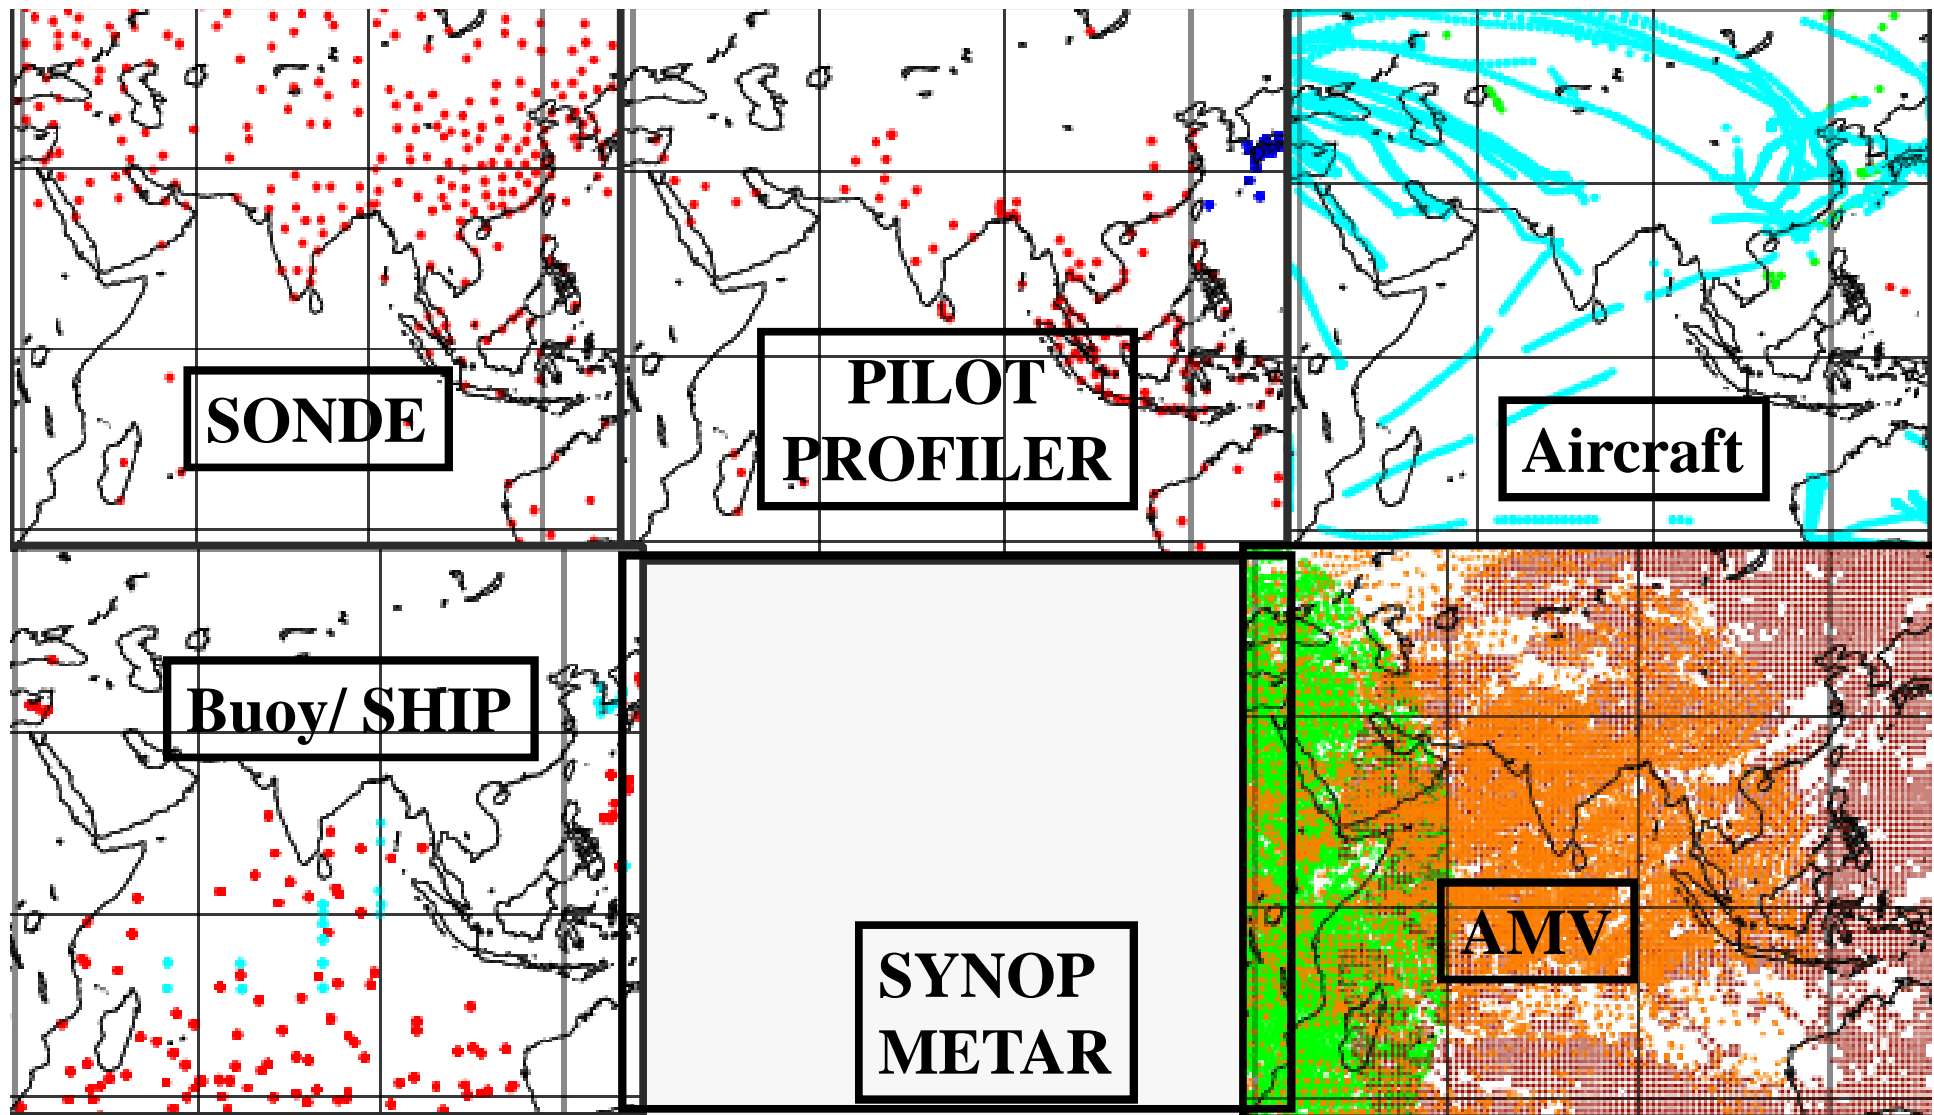 SONDE
PILOT
PROFILER
Aircraft
Buoy/ SHIP
SYNOP
METAR
AMV